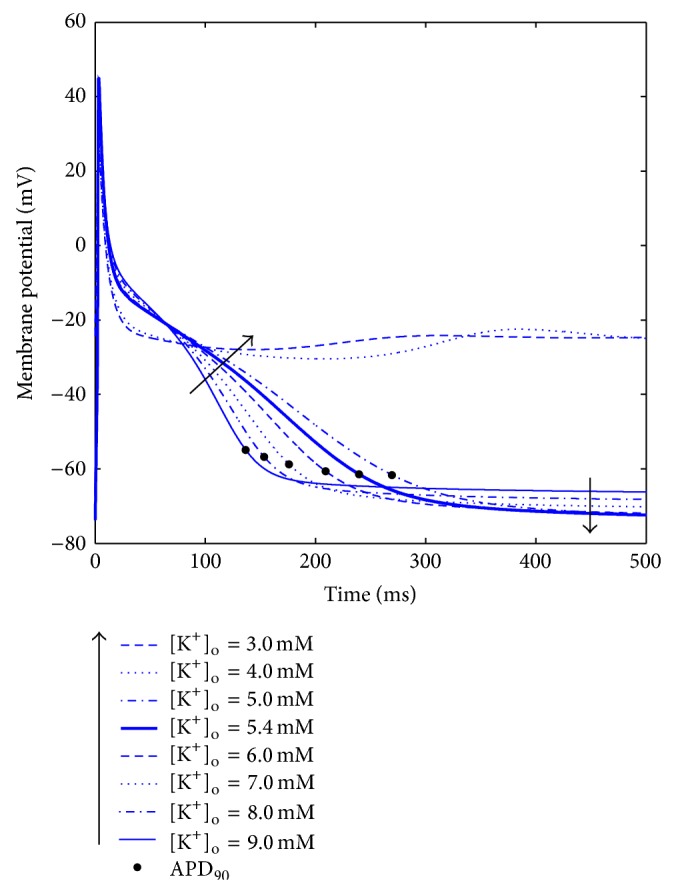 60
40
20
0
−20
−40
−60
−80
Membrane potential (mV)
0 100 200 300 400 500
Time (ms)
[K⁺]ₒ = 3.0 mM
[K⁺]ₒ = 4.0 mM
[K⁺]ₒ = 5.0 mM
[K⁺]ₒ = 5.4 mM
[K⁺]ₒ = 6.0 mM
[K⁺]ₒ = 7.0 mM
[K⁺]ₒ = 8.0 mM
[K⁺]ₒ = 9.0 mM
APD₉₀